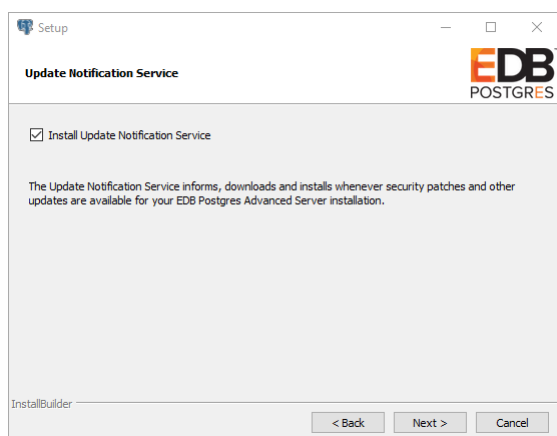 Setup
Update Notification Service
EDB
POSTGRES
Install Update Notification Service
The Update Notification Service informs, downloads and installs whenever security patches and other
updates are available for your EDB Postgres Advanced Server installation.
InstallBuilder
< Back Next > Cancel